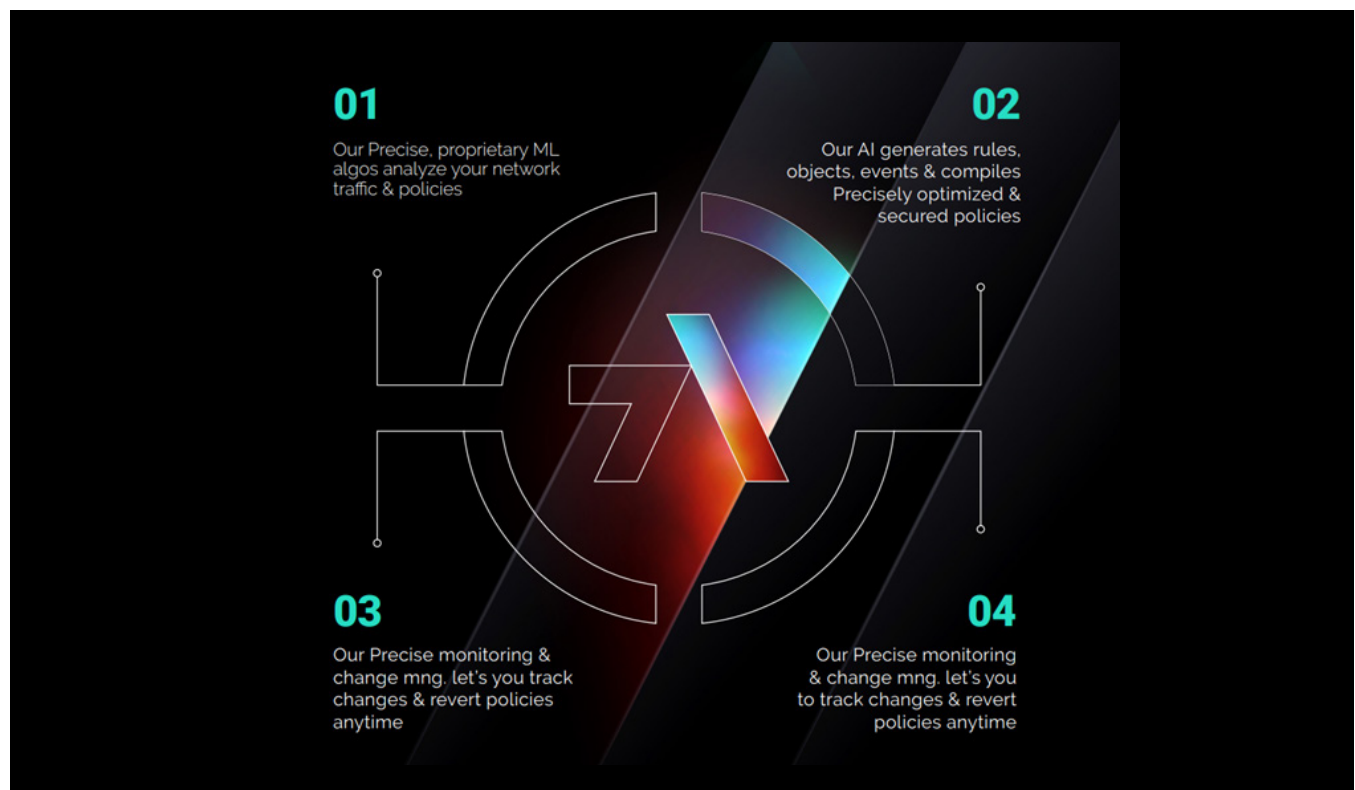 01
Our Precise, proprietary ML
algos analyze your network
traffic & policies
02
Our AI generates rules,
objects, events & compiles
Precisely optimized &
secured policies
03
Our Precise monitoring &
change mng. let's you track
changes & revert policies
anytime
04
Our Precise monitoring
& change mng. let's you
to track changes & revert
policies anytime